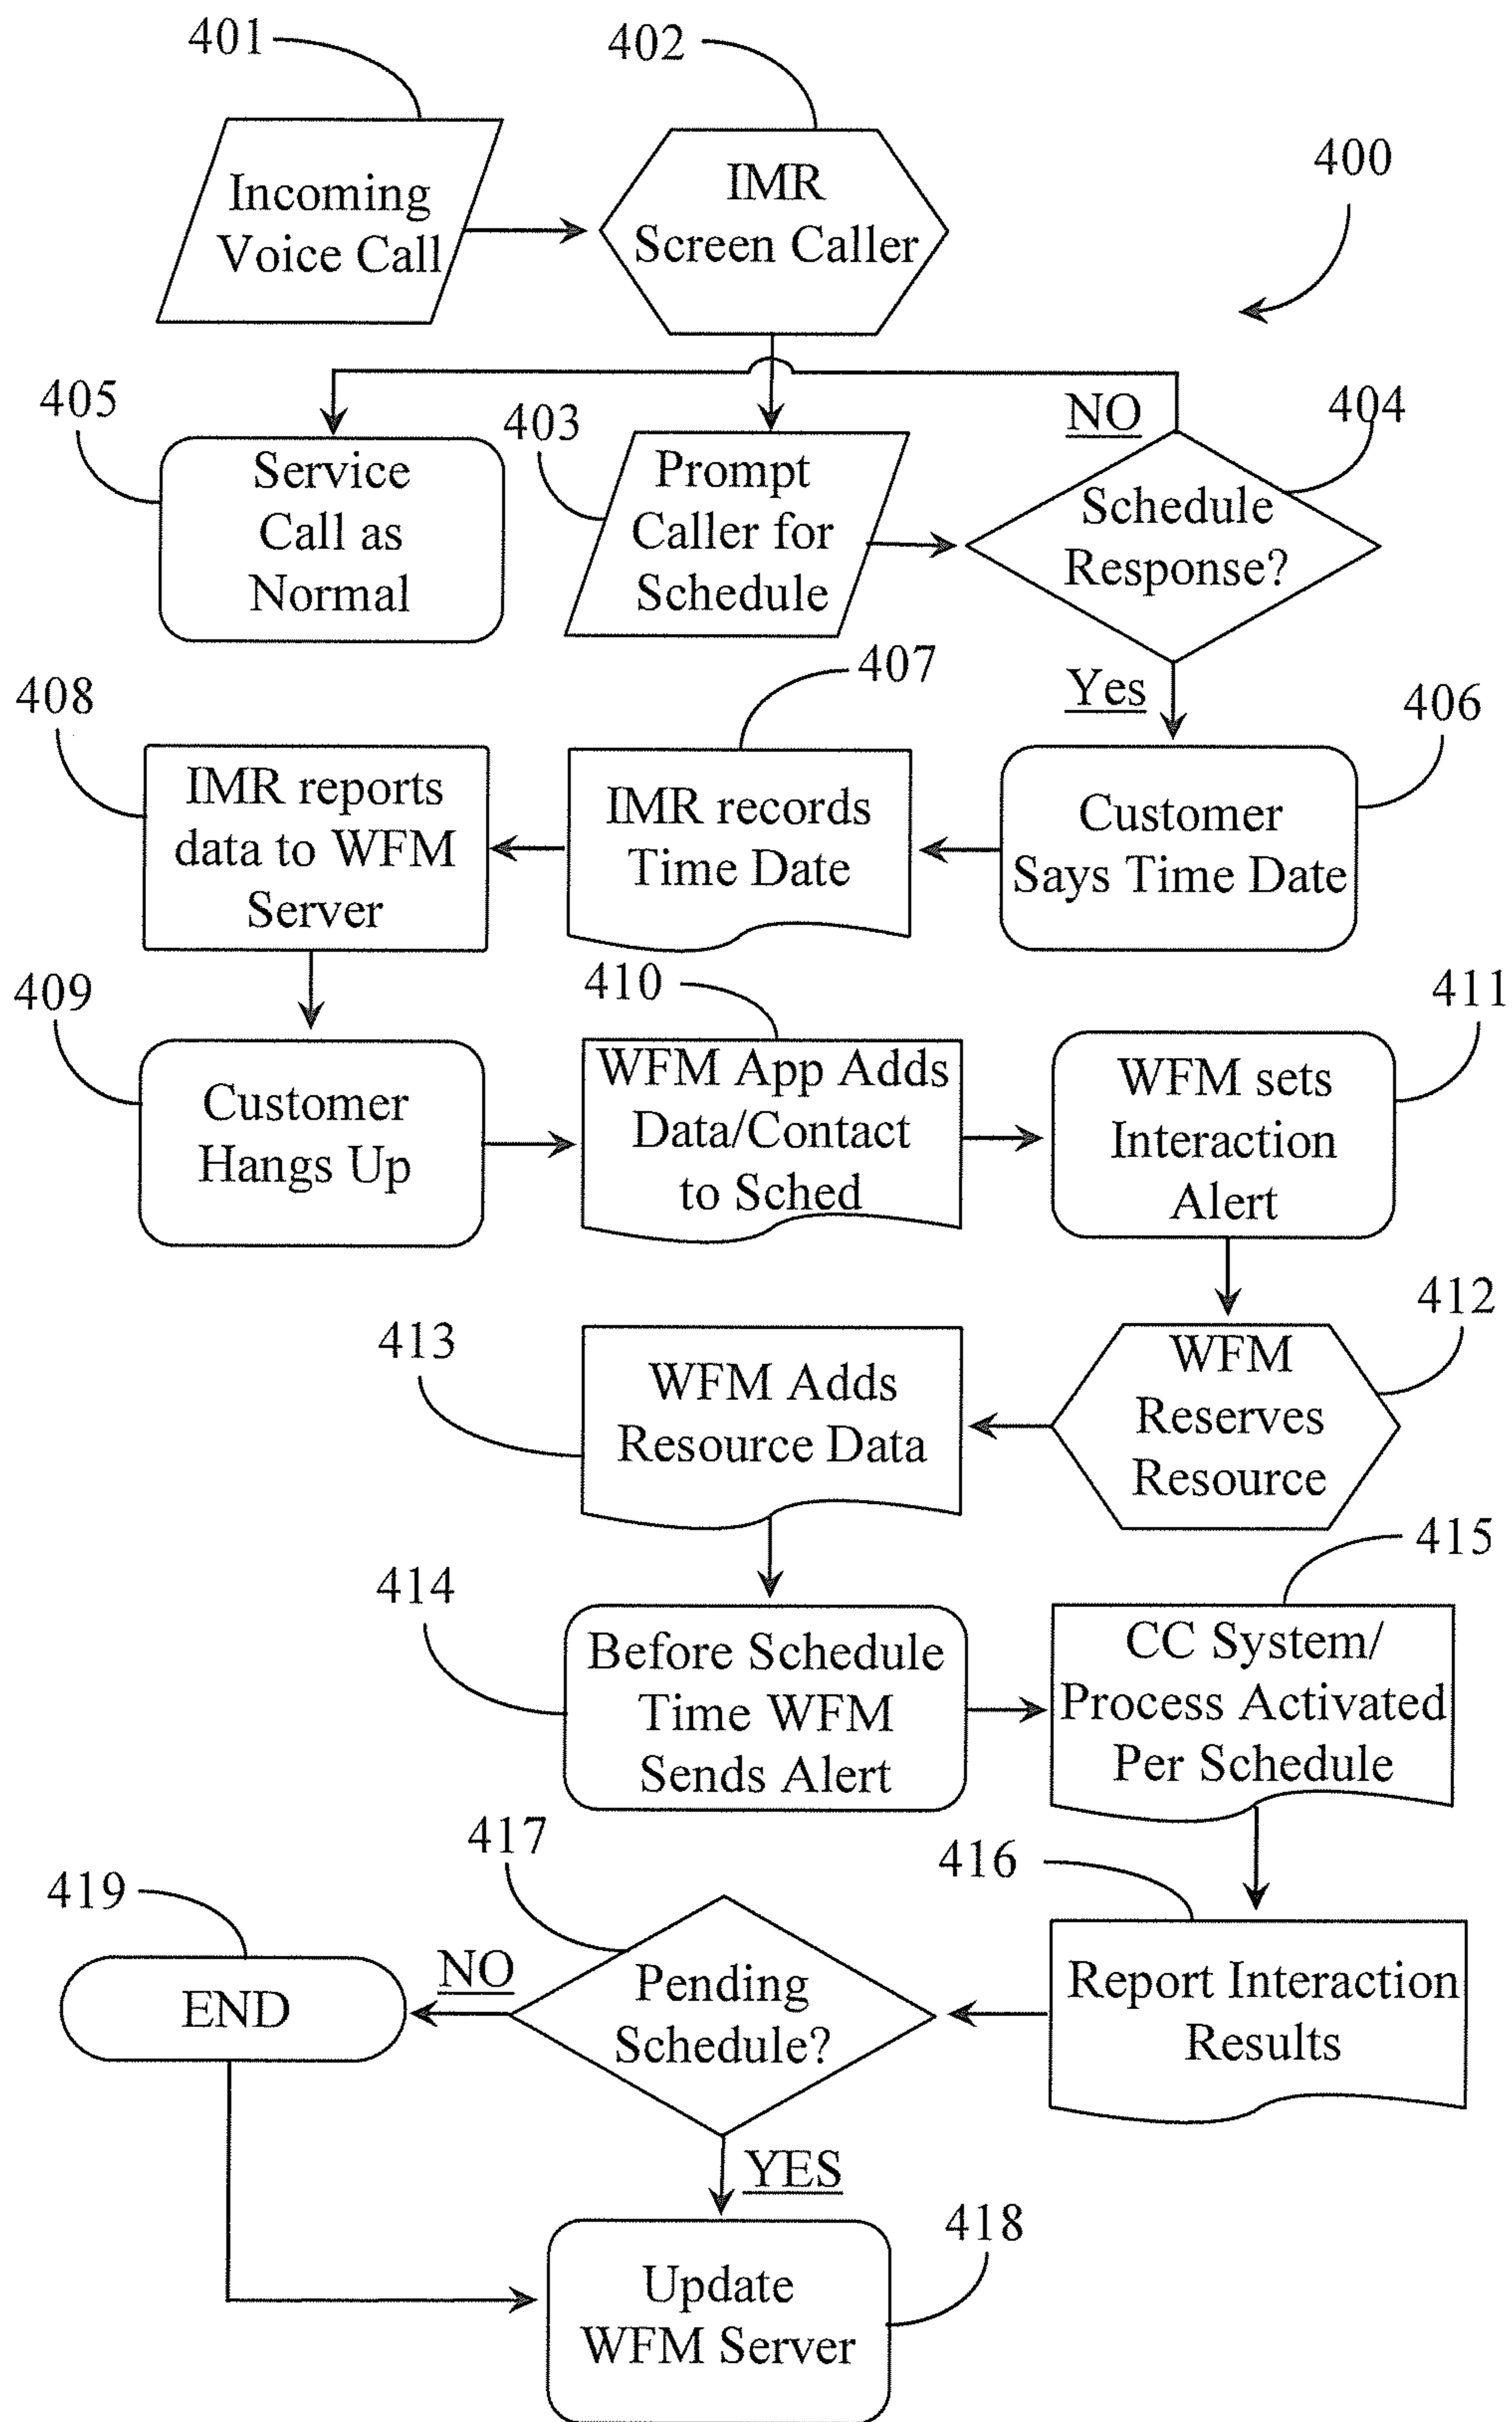 401
402
400
Incoming
Voice Call
IMR
Screen Caller
405
403
NO
404
Service
Call as
Normal
Prompt
Caller for
Schedule
Schedule
Response?
408
407
Yes
406
IMR reports
data to WFM
Server
IMR records
Time Date
Customer
Says Time Date
409
410
411
Customer
Hangs Up
WFM App Adds
Data/Contact
to Sched
WFM sets
Interaction
Alert
413
412
WFM Adds
Resource Data
WFM
Reserves
Resource
414
415
Before Schedule
Time WFM
Sends Alert
CC System/
Process Activated
Per Schedule
419
417
416
END
NO
Pending
Schedule?
Report Interaction
Results
YES
418
Update
WFM Server